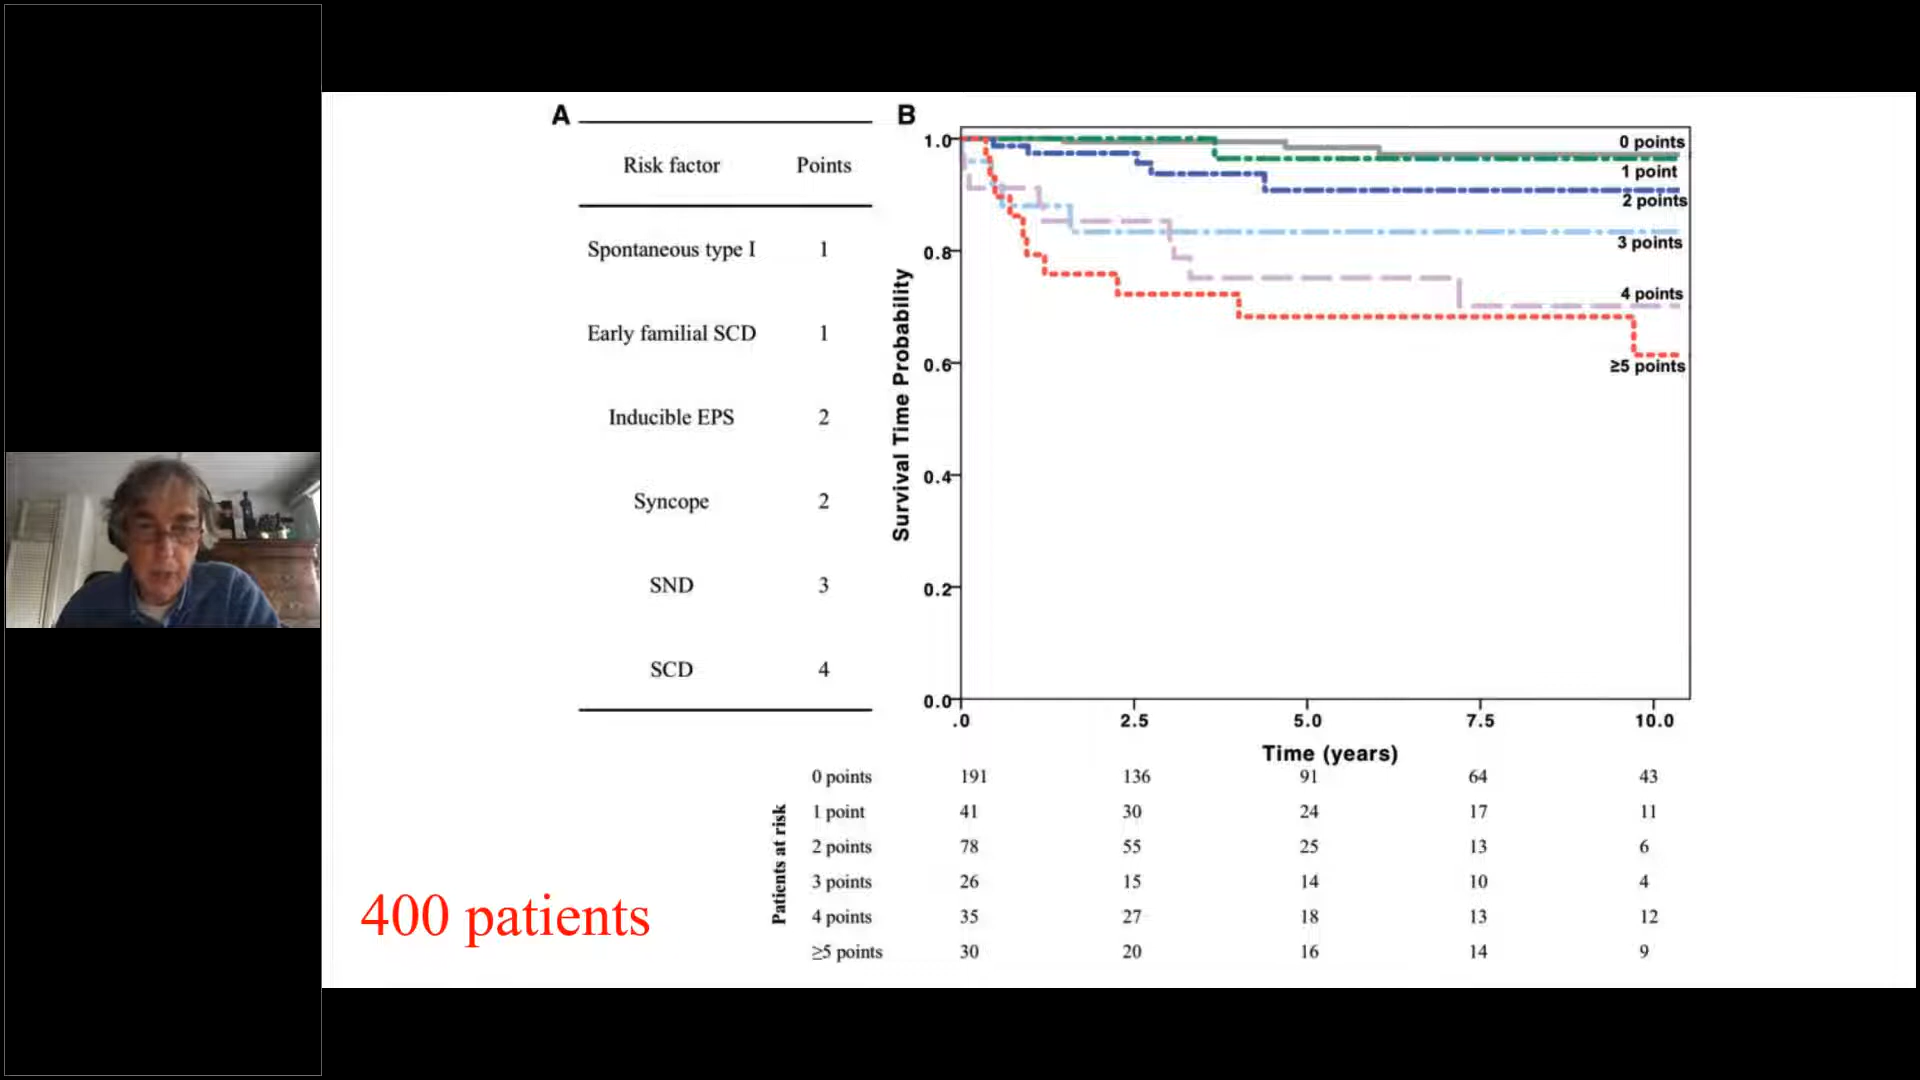 A
Risk factor Points
Spontaneous type I 1
Early familial SCD 1
Inducible EPS 2
Syncope 2
SND 3
SCD 4
B
Survival Time Probability
1.0
0.8
0.6
0.4
0.2
0.0
0 points
1 point
2 points
3 points
4 points
≥5 points
.0 2.5 5.0 7.5 10.0
Time (years)
Patients at risk
0 points 191 136 91 64 43
1 point 41 30 24 17 11
2 points 78 55 25 13 6
3 points 26 15 14 10 4
4 points 35 27 18 13 12
≥5 points 30 20 16 14 9
400 patients